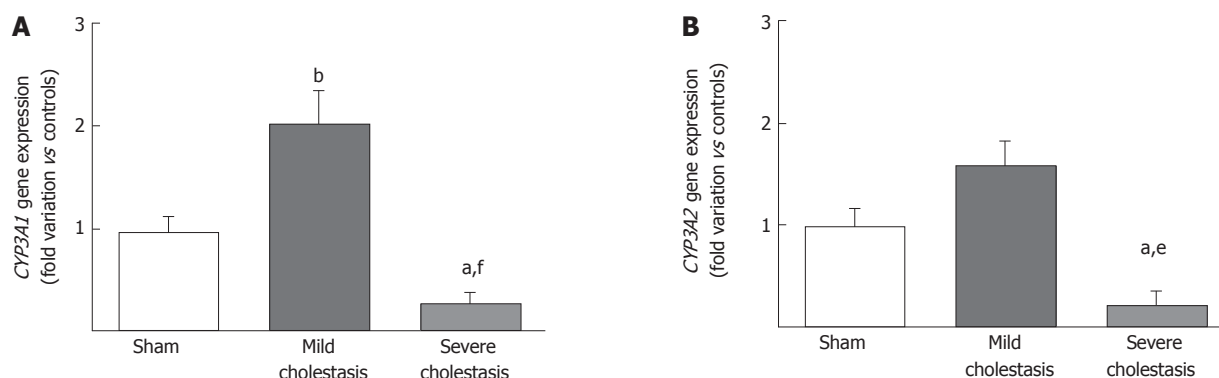 A
CYP3A1 gene expression
(fold variation vs controls)
3
2
1
b
a,f
Sham
Mild
cholestasis
Severe
cholestasis
B
CYP3A2 gene expression
(fold variation vs controls)
3
2
1
a,e
Sham
Mild
cholestasis
Severe
cholestasis